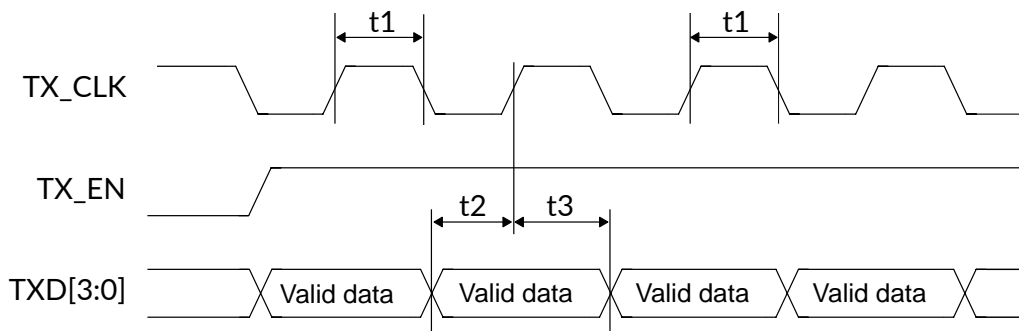 t1 t1
TX_CLK
TX_EN
t2 t3
TXD[3:0] Valid data Valid data Valid data Valid data